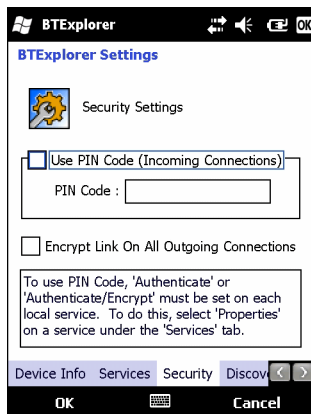 BTExplorer
OK
BTExplorer Settings
Security Settings
Use PIN Code (Incoming Connections)
PIN Code :
Encrypt Link On All Outgoing Connections
To use PIN Code, 'Authenticate' or
'Authenticate/Encrypt' must be set on each
local service. To do this, select 'Properties'
on a service under the 'Services' tab.
Device Info Services Security Discov
OK Cancel